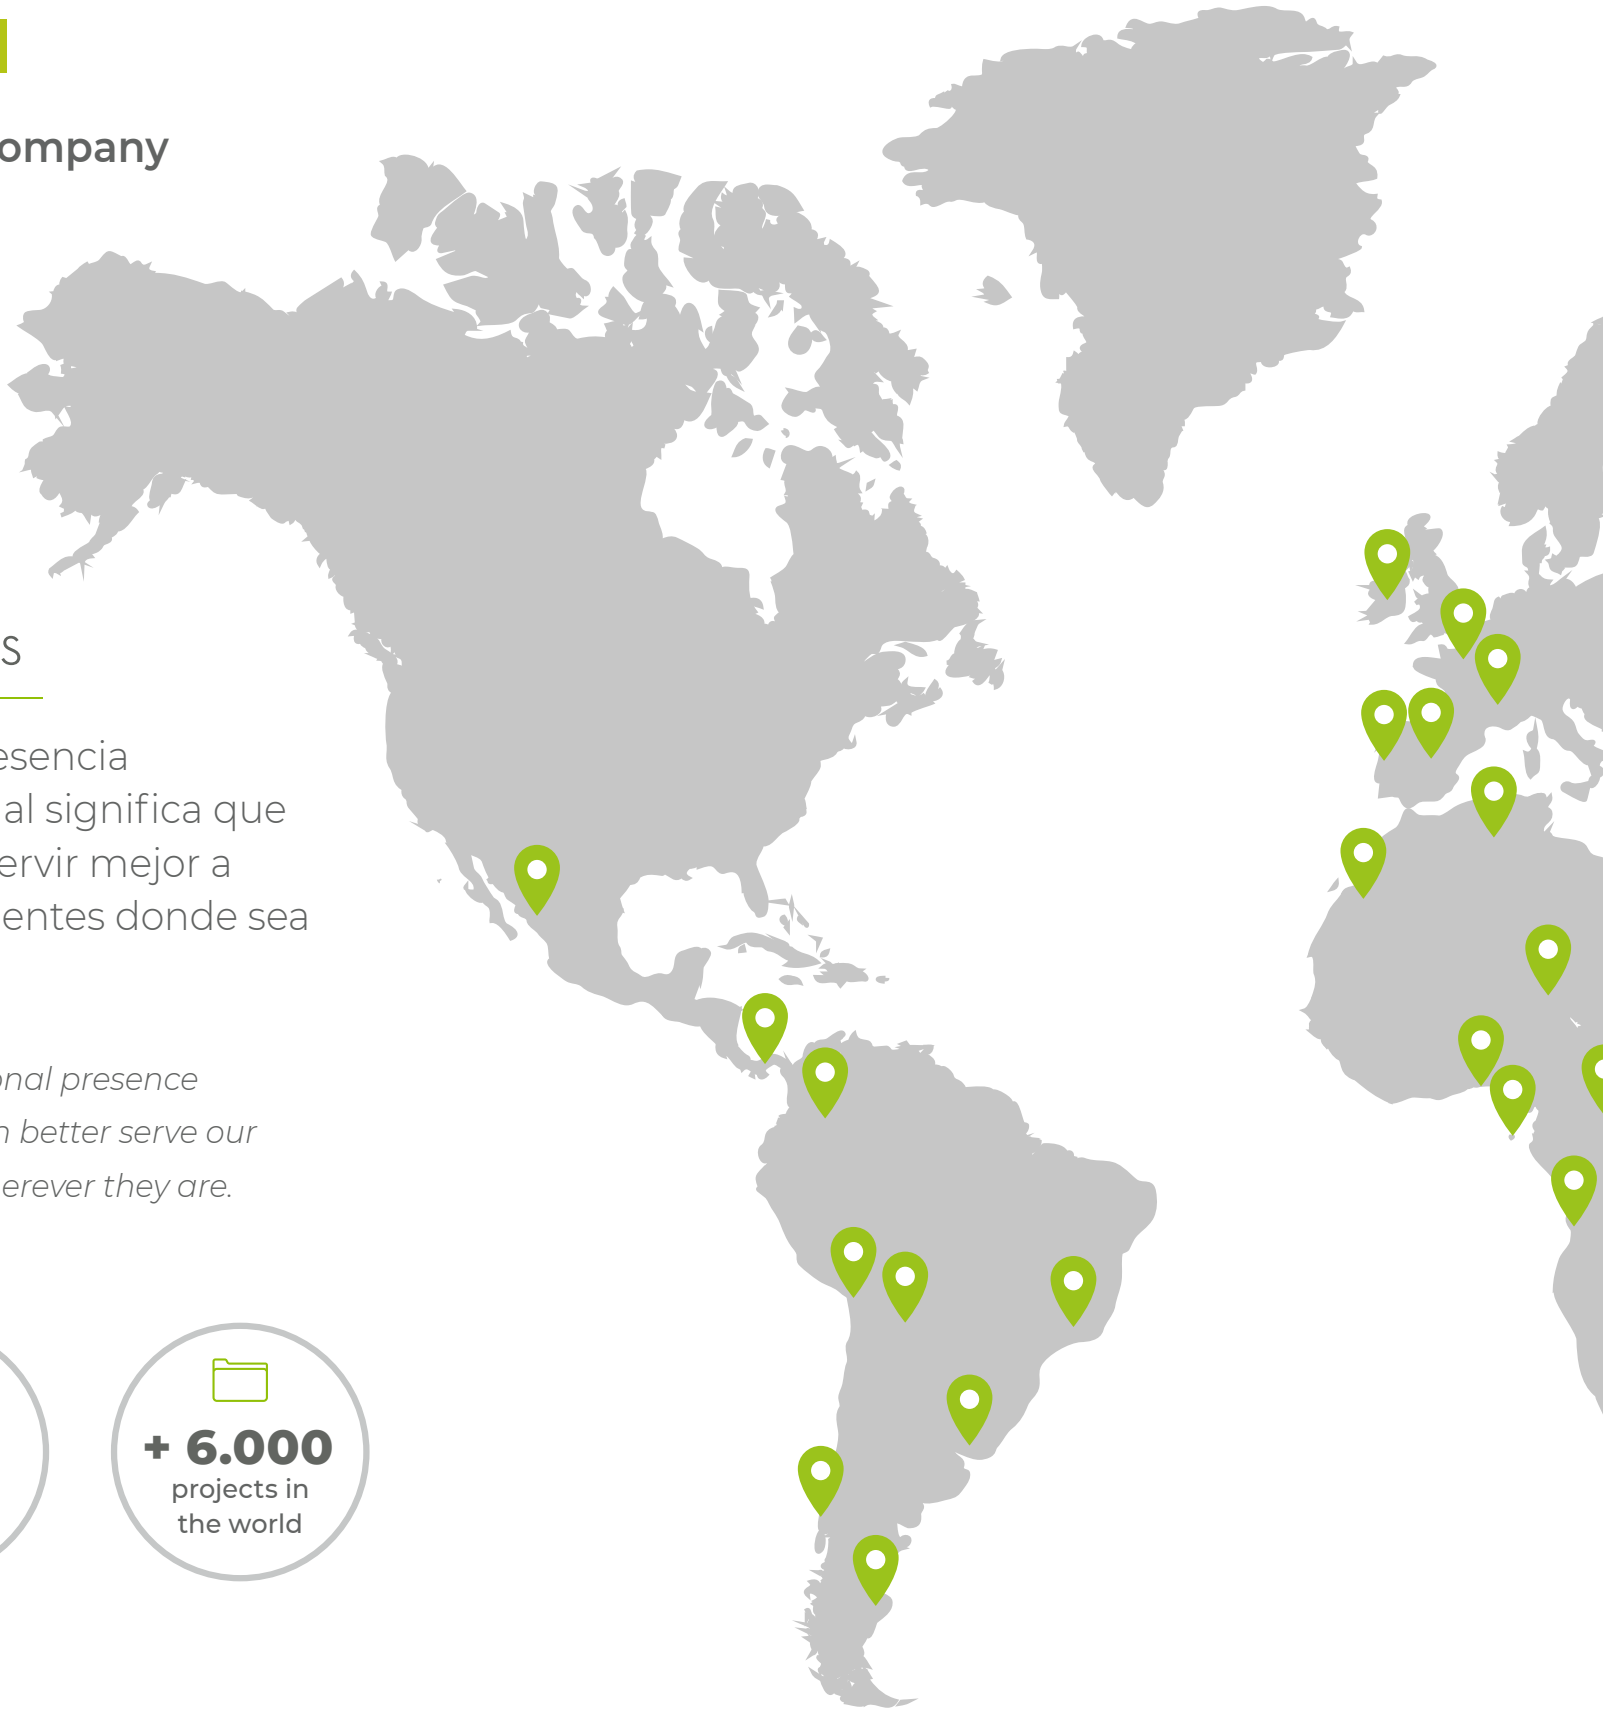 ompany
s
esencia
al significa que
ervir mejor a
entes donde sea
onal presence
n better serve our
erever they are.
+ 6.000
projects in
the world